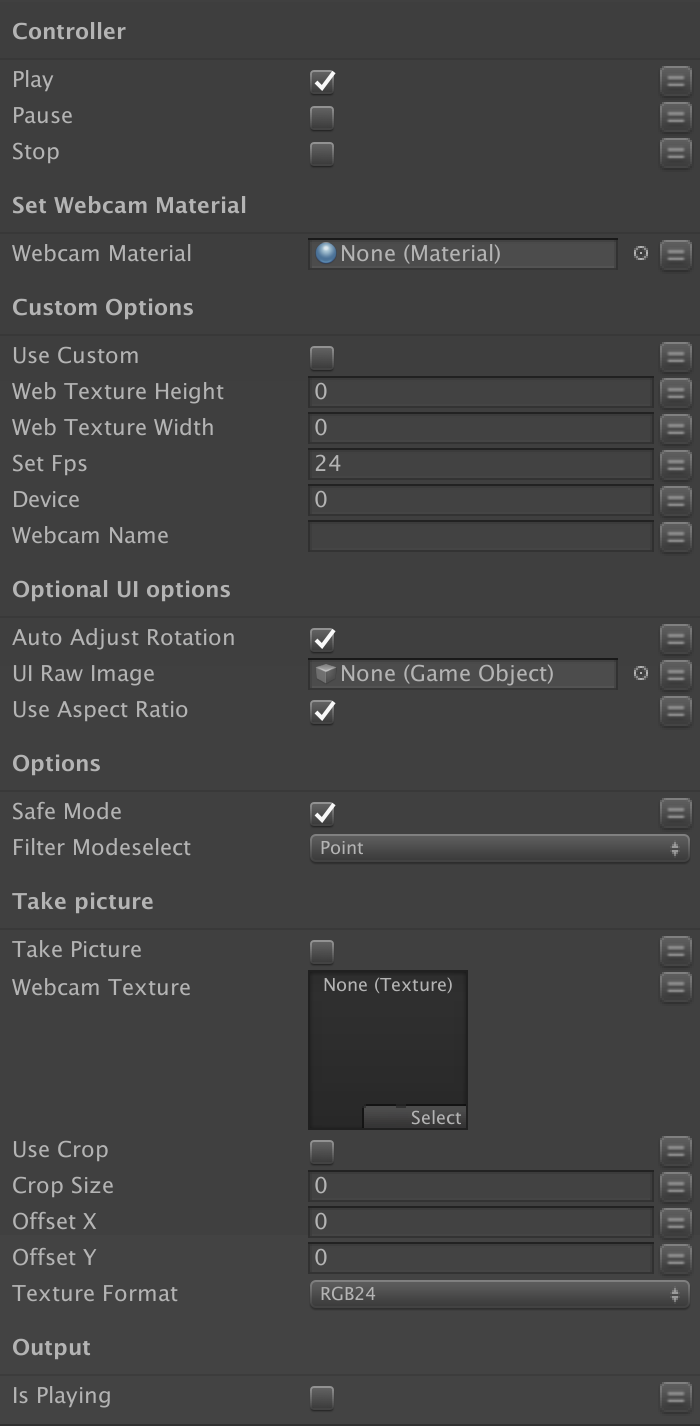 Controller
Play
Pause
Stop
Set Webcam Material
Webcam Material None (Material)
Custom Options
Use Custom
Web Texture Height 0
Web Texture Width 0
Set Fps 24
Device 0
Webcam Name
Optional UI options
Auto Adjust Rotation
UI Raw Image None (Game Object)
Use Aspect Ratio
Options
Safe Mode
Filter Modeselect Point
Take picture
Take Picture
Webcam Texture None (Texture)
Select
Use Crop
Crop Size 0
Offset X 0
Offset Y 0
Texture Format RGB24
Output
Is Playing